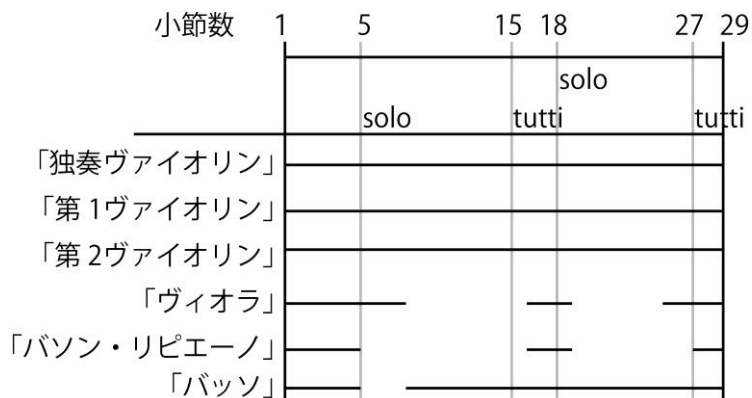 小節数 1 5 15 18 27 29
solo
solo tutti tutti
「独奏ヴァイオリン」
「第 1ヴァイオリン」
「第 2ヴァイオリン」
「ヴィオラ」
「バソン・リピエーノ」
「バッソ」